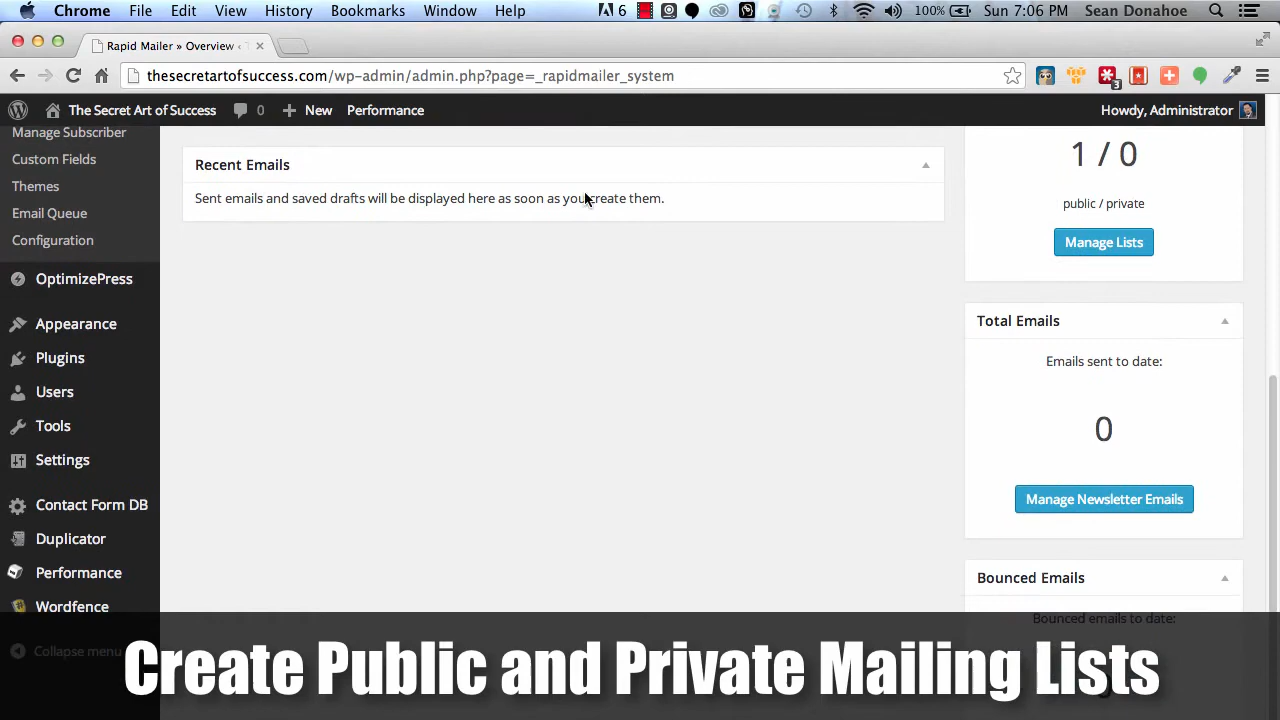 Chrome File Edit View History Bookmarks Window Help 6 100% Sun 7:06 PM Sean Donahoe
Rapid Mailer » Overview ‹
thesecretartofsuccess.com/wp-admin/admin.php?page=_rapidmailer_system
3
The Secret Art of Success 0 New Performance Howdy, Administrator
Manage Subscriber
Custom Fields
Themes
Email Queue
Configuration
OptimizePress
Appearance
Plugins
Users
Tools
Settings
Contact Form DB
Duplicator
Performance
Wordfence
Collapse menu
Recent Emails
Sent emails and saved drafts will be displayed here as soon as you create them.
1 / 0
public / private
Manage Lists
Total Emails
Emails sent to date:
0
Manage Newsletter Emails
Bounced Emails
Bounced emails to date:
Create Public and Private Mailing Lists